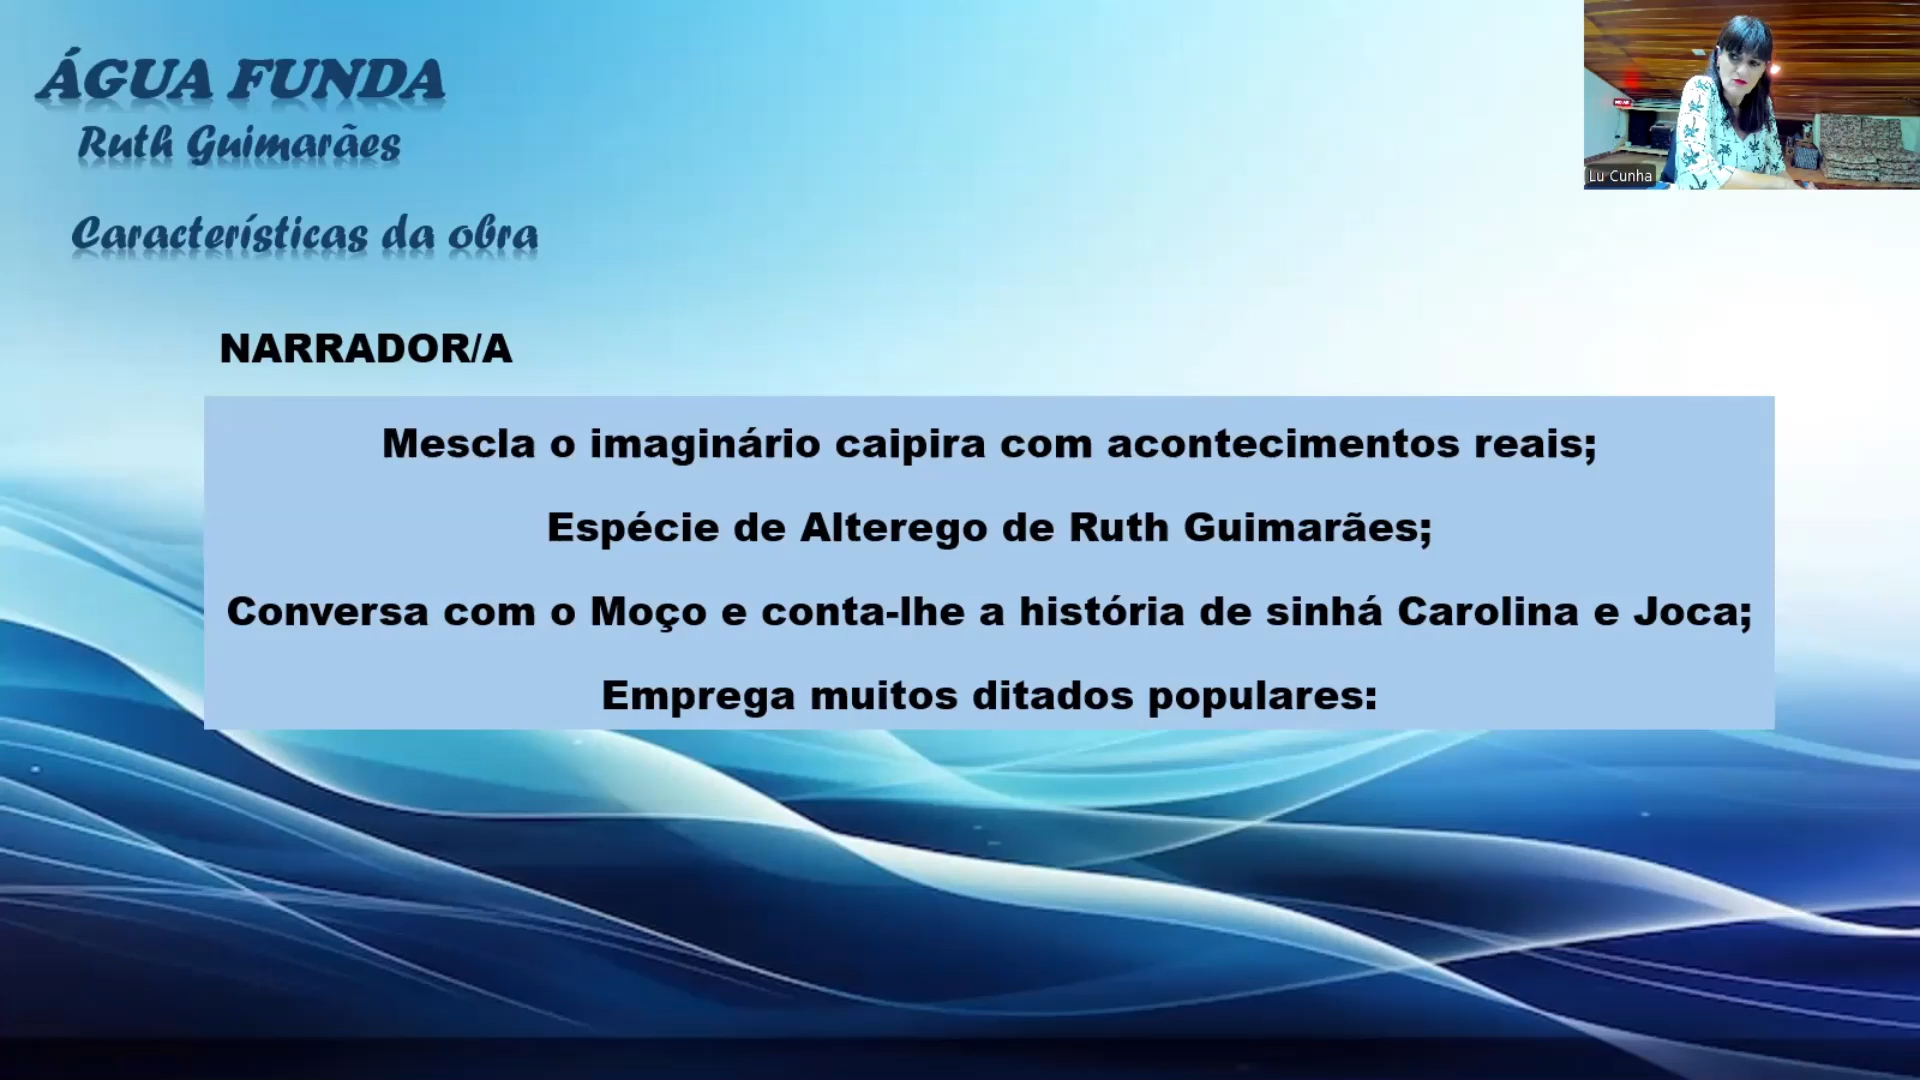 ÁGUA FUNDA
Ruth Guimarães
Características da obra
NARRADOR/A
Mescla o imaginário caipira com acontecimentos reais;
Espécie de Alterego de Ruth Guimarães;
Conversa com o Moço e conta-lhe a história de sinhá Carolina e Joca;
Emprega muitos ditados populares:
Lu Cunha